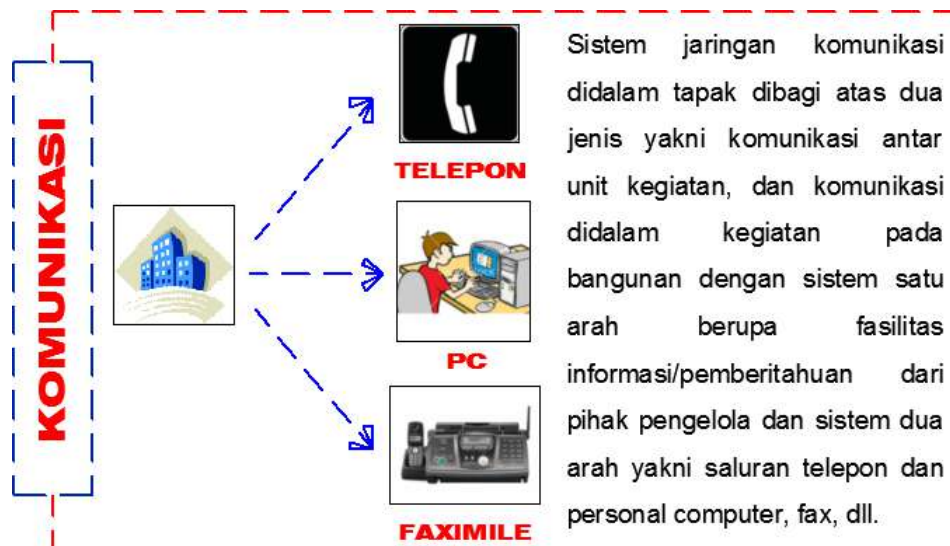 KOMUNIKASI
TELEPON
PC
FAXIMILE
Sistem jaringan komunikasi
didalam tapak dibagi atas dua
jenis yakni komunikasi antar
unit kegiatan, dan komunikasi
didalam kegiatan pada
bangunan dengan sistem satu
arah berupa fasilitas
informasi/pemberitahuan dari
pihak pengelola dan sistem dua
arah yakni saluran telepon dan
personal computer, fax, dll.